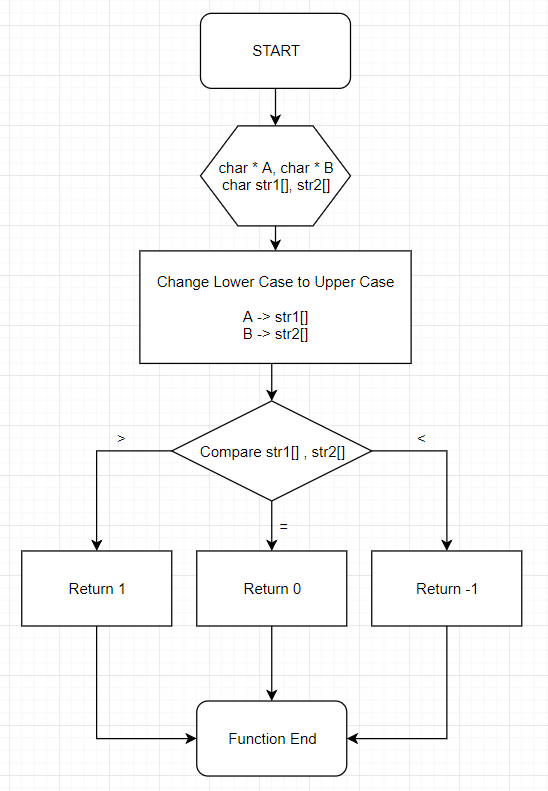 START
char * A, char * B
char str1[], str2[]
Change Lower Case to Upper Case
A -> str1[]
B -> str2[]
>
<
Compare str1[] , str2[]
=
Return 1
Return 0
Return -1
Function End